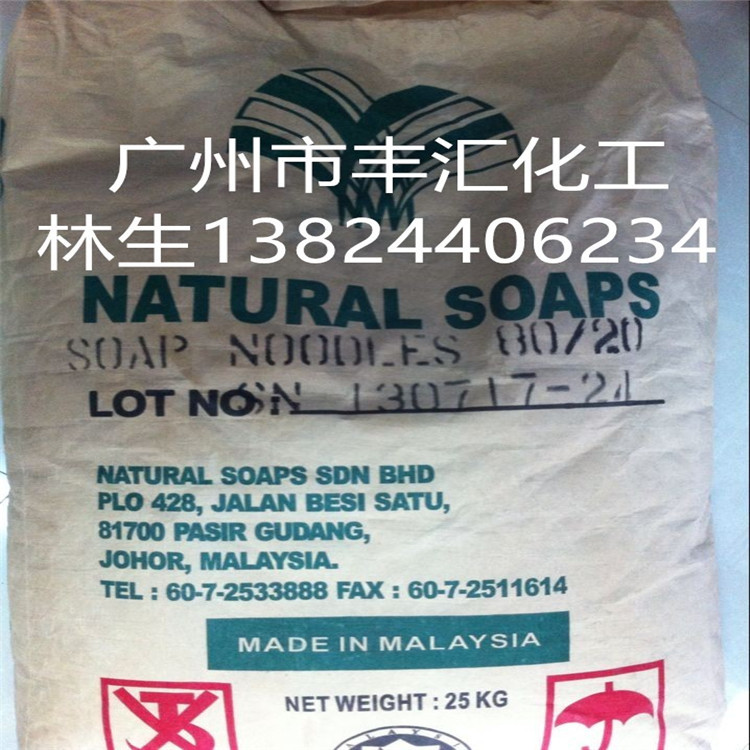 广州市丰汇化工
林生13824406234
NATURAL SOAPS
SOAP NOODLES 80/20
LOT NO: SN 130717-24
NATURAL SOAPS SDN BHD
PLO 428, JALAN BESI SATU,
81700 PASIR GUDANG,
JOHOR, MALAYSIA.
TEL : 60-7-2533888 FAX : 60-7-2511614
MADE IN MALAYSIA
NET WEIGHT : 25 KG
MALAYSIA